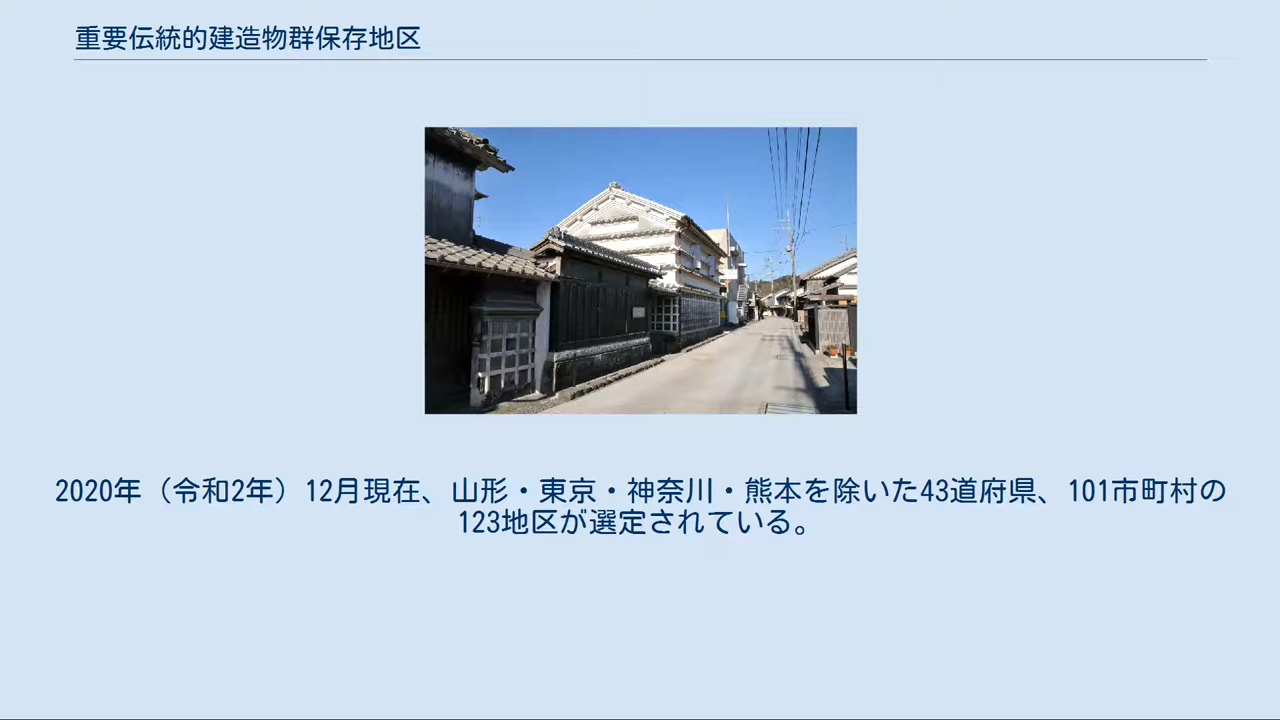 重要伝統的建造物群保存地区
2020年（令和2年）12月現在、山形・東京・神奈川・熊本を除いた43道府県、101市町村の
123地区が選定されている。